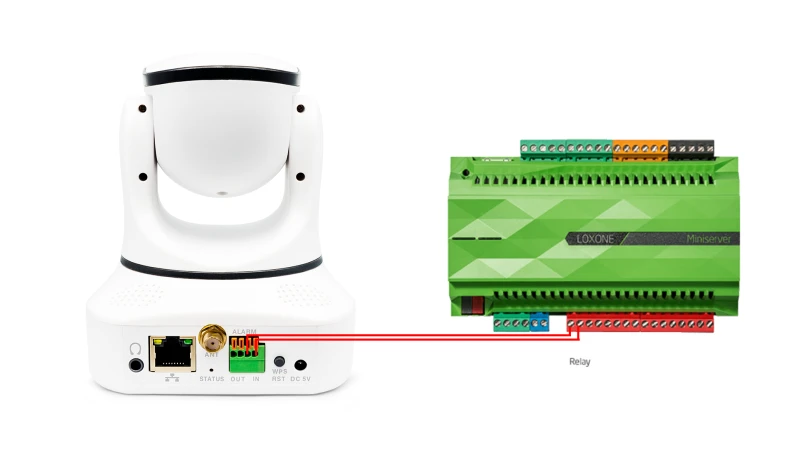 LOXONE
Miniserver
ALARM
ANT
WPS
STATUS
OUT IN
RST
DC 5V
Relay